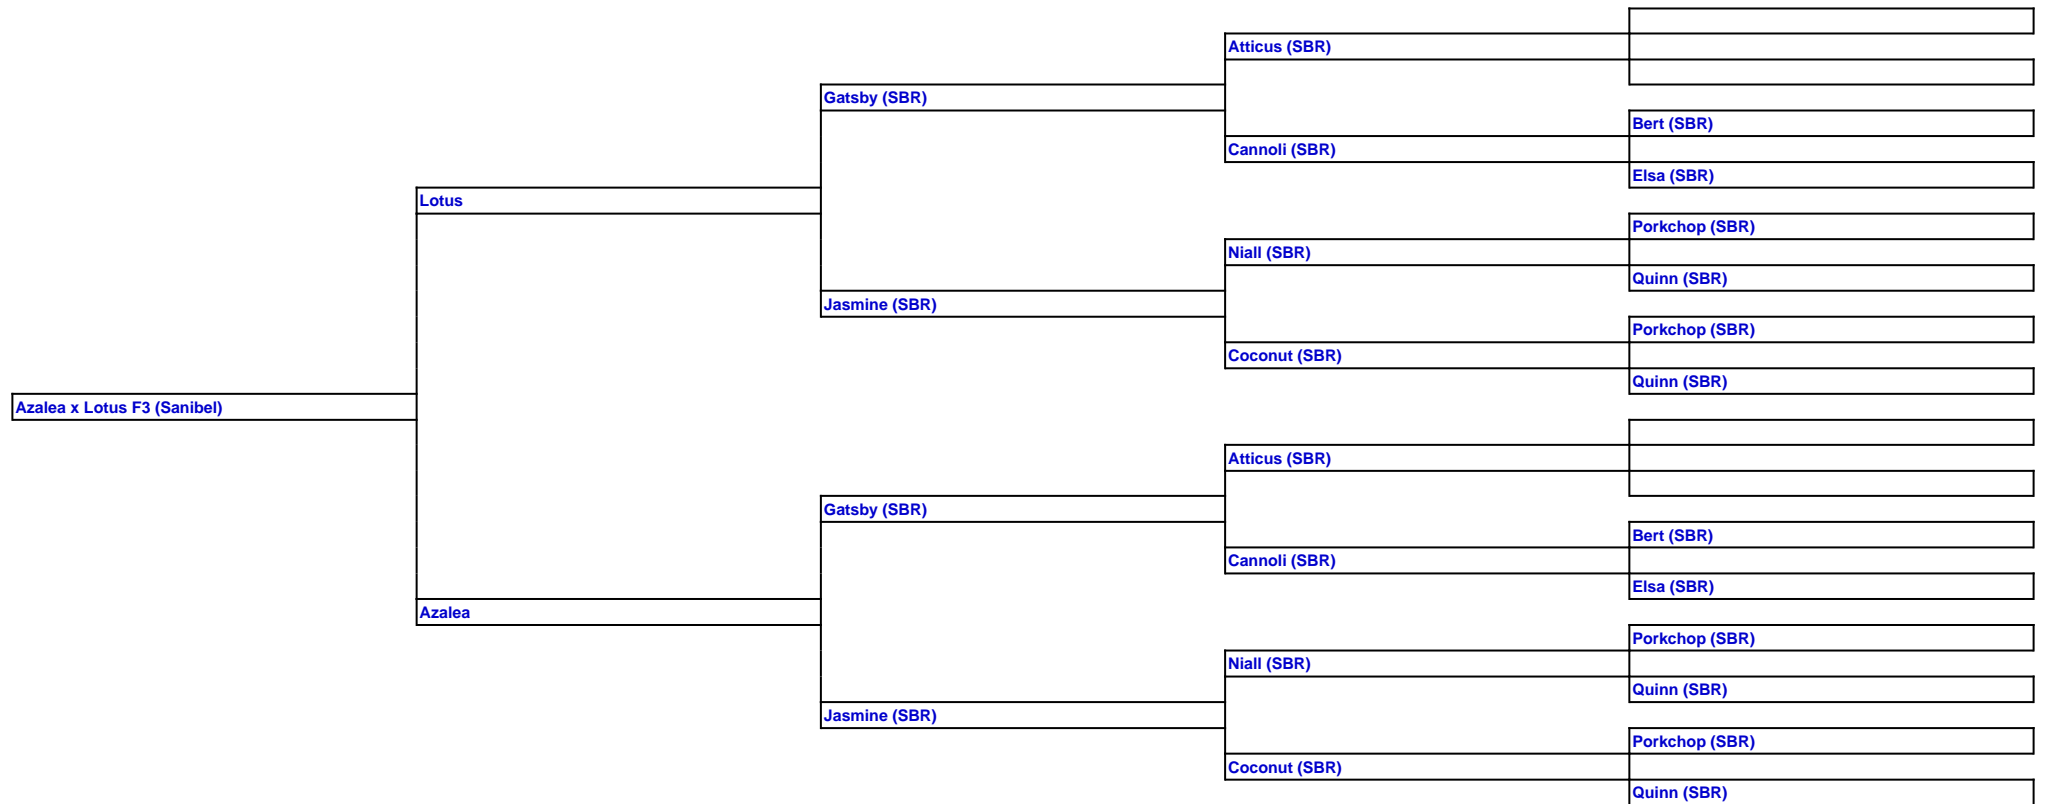 Atticus (SBR)
Gatsby (SBR)
Bert (SBR)
Cannoli (SBR)
Elsa (SBR)
Lotus
Porkchop (SBR)
Niall (SBR)
Quinn (SBR)
Jasmine (SBR)
Porkchop (SBR)
Coconut (SBR)
Quinn (SBR)
Azalea x Lotus F3 (Sanibel)
Atticus (SBR)
Gatsby (SBR)
Bert (SBR)
Cannoli (SBR)
Elsa (SBR)
Azalea
Porkchop (SBR)
Niall (SBR)
Quinn (SBR)
Jasmine (SBR)
Porkchop (SBR)
Coconut (SBR)
Quinn (SBR)